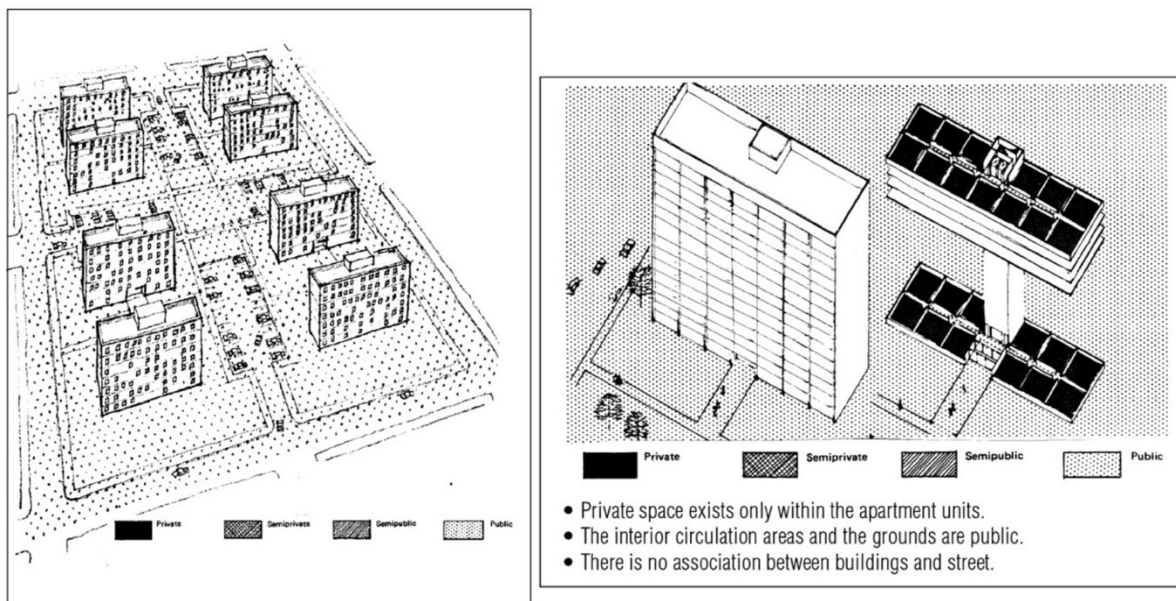 Private Semiprivate Semipublic Public
Private Semiprivate Semipublic Public
• Private space exists only within the apartment units.
• The interior circulation areas and the grounds are public.
• There is no association between buildings and street.